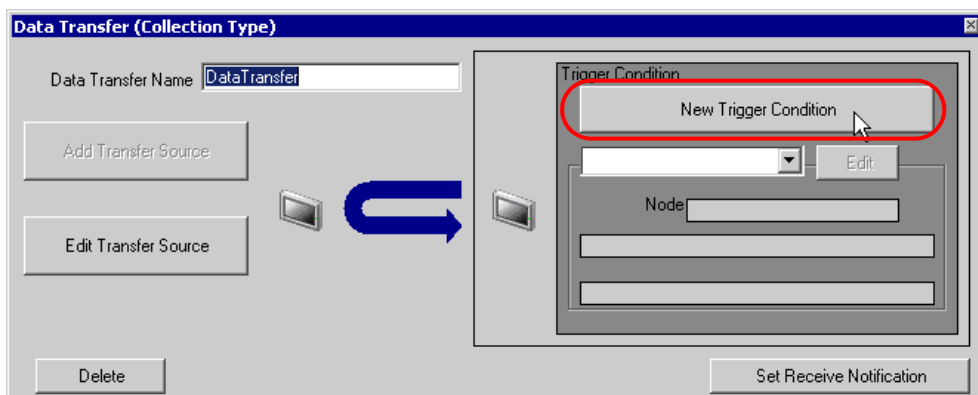 Data Transfer (Collection Type)
Data Transfer Name DataTransfer
Add Transfer Source
Edit Transfer Source
Trigger Condition
New Trigger Condition
Edit
Node
Delete
Set Receive Notification